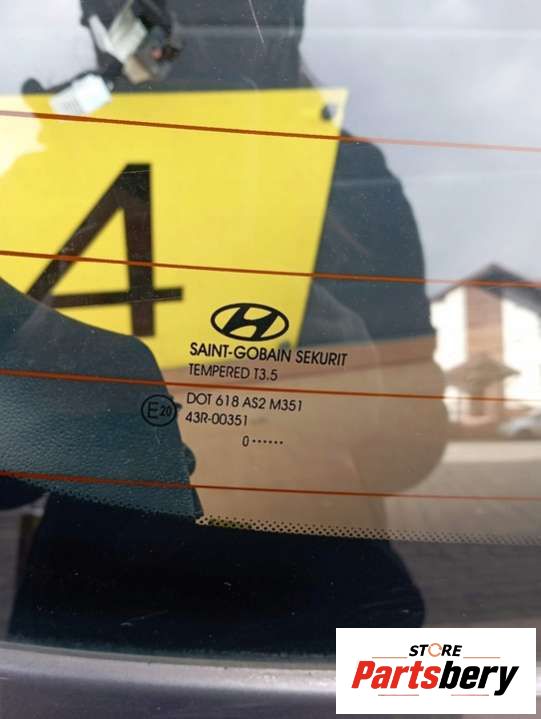 4
SAINT-GOBAIN SEKURIT
TEMPERED T3.5
DOT 618 AS2 M351
E20
43R-00351
0······
STORE
Partsbery